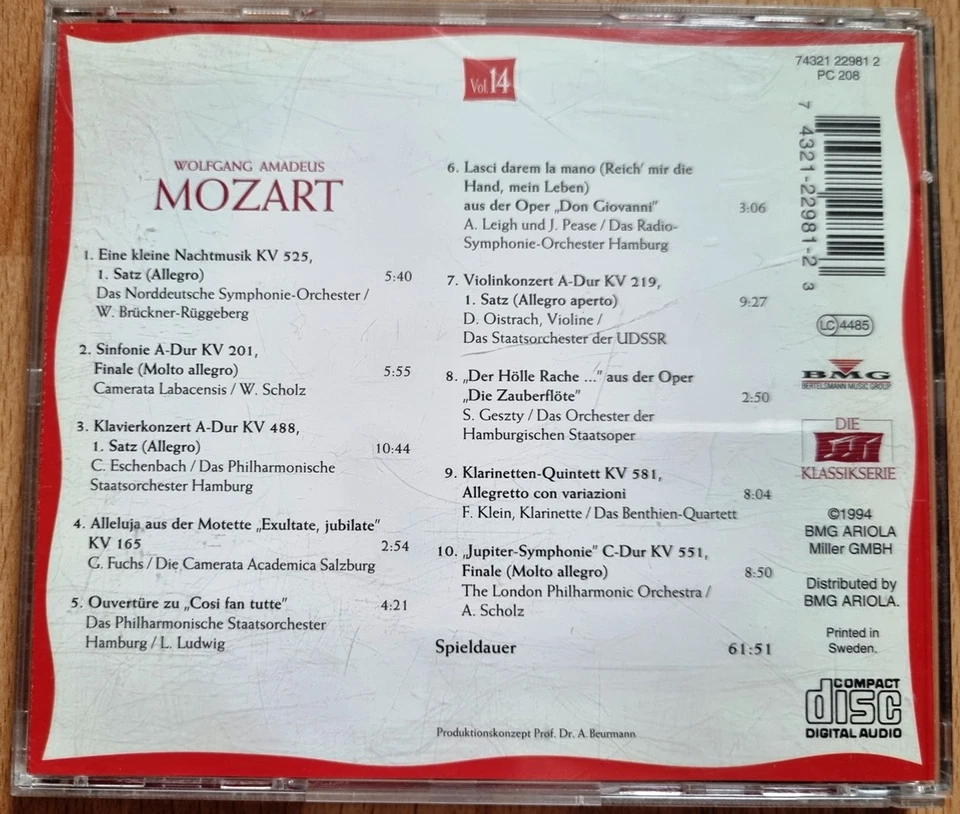 Vol. 14
WOLFGANG AMADEUS
MOZART
1. Eine kleine Nachtmusik KV 525,
1. Satz (Allegro) 5:40
Das Norddeutsche Symphonie-Orchester /
W. Brückner-Rüggeberg
2. Sinfonie A-Dur KV 201,
Finale (Molto allegro) 5:55
Camerata Labacensis / W. Scholz
3. Klavierkonzert A-Dur KV 488,
1. Satz (Allegro) 10:44
C. Eschenbach / Das Philharmonische
Staatsorchester Hamburg
4. Alleluja aus der Motette „Exultate, jubilate"
KV 165 2:54
G. Fuchs / Die Camerata Academica Salzburg
5. Ouvertüre zu „Cosi fan tutte" 4:21
Das Philharmonische Staatsorchester
Hamburg / L. Ludwig
6. Lasci darem la mano (Reich' mir die
Hand, mein Leben)
aus der Oper „Don Giovanni" 3:06
A. Leigh und J. Pease / Das Radio-
Symphonie-Orchester Hamburg
7. Violinkonzert A-Dur KV 219,
1. Satz (Allegro aperto) 9:27
D. Oistrach, Violine /
Das Staatsorchester der UDSSR
8. „Der Hölle Rache ..." aus der Oper
„Die Zauberflöte" 2:50
S. Geszty / Das Orchester der
Hamburgischen Staatsoper
9. Klarinetten-Quintett KV 581,
Allegretto con variazioni 8:04
F. Klein, Klarinette / Das Benthien-Quartett
10. „Jupiter-Symphonie" C-Dur KV 551,
Finale (Molto allegro) 8:50
The London Philharmonic Orchestra /
A. Scholz
Spieldauer 61:51
Produktionskonzept Prof. Dr. A. Beurmann
74321 22981 2
PC 208
7 4321-22981-2 3
LC 4485
BMG
BERTELSMANN MUSIC GROUP
DIE
KLASSIKSERIE
©1994
BMG ARIOLA
Miller GMBH
Distributed by
BMG ARIOLA.
Printed in
Sweden.
COMPACT
disc
DIGITAL AUDIO